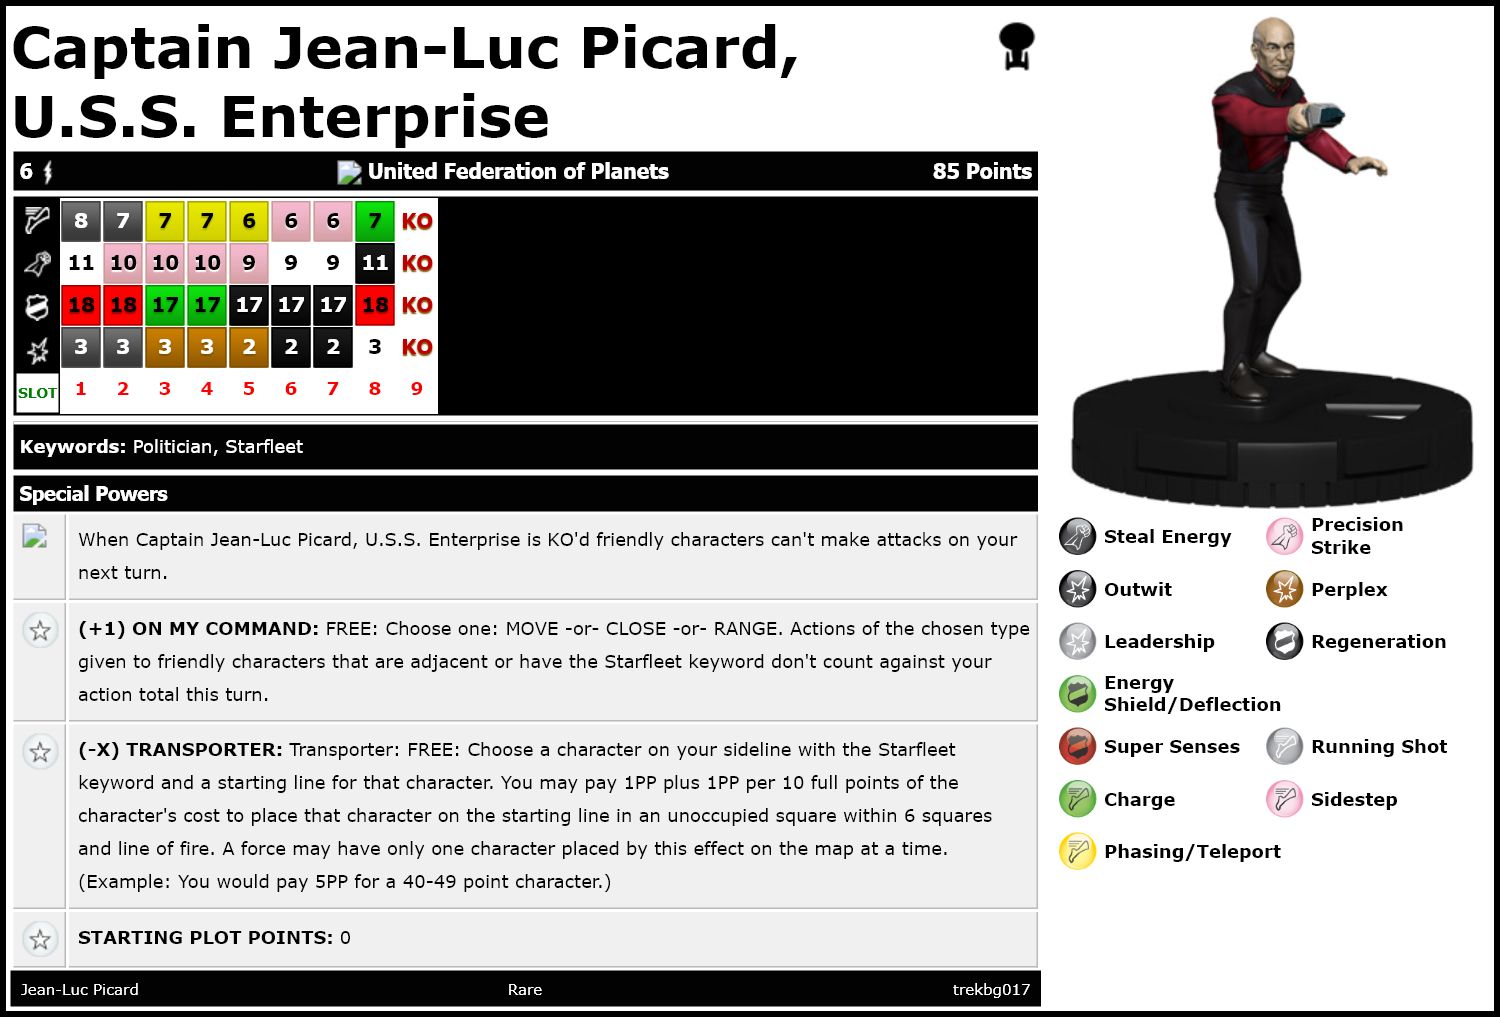 Captain Jean-Luc Picard,
U.S.S. Enterprise
6 United Federation of Planets 85 Points
8 7 7 7 6 6 6 7 KO
11 10 10 10 9 9 9 11 KO
18 18 17 17 17 17 17 18 KO
3 3 3 3 2 2 2 3 KO
SLOT 1 2 3 4 5 6 7 8 9
Keywords: Politician, Starfleet
Special Powers
When Captain Jean-Luc Picard, U.S.S. Enterprise is KO'd friendly characters can't make attacks on your
next turn.
(+1) ON MY COMMAND: FREE: Choose one: MOVE -or- CLOSE -or- RANGE. Actions of the chosen type
given to friendly characters that are adjacent or have the Starfleet keyword don't count against your
action total this turn.
(-X) TRANSPORTER: Transporter: FREE: Choose a character on your sideline with the Starfleet
keyword and a starting line for that character. You may pay 1PP plus 1PP per 10 full points of the
character's cost to place that character on the starting line in an unoccupied square within 6 squares
and line of fire. A force may have only one character placed by this effect on the map at a time.
(Example: You would pay 5PP for a 40-49 point character.)
STARTING PLOT POINTS: 0
Jean-Luc Picard Rare trekbg017
Steal Energy
Precision
Strike
Outwit
Perplex
Leadership
Regeneration
Energy
Shield/Deflection
Super Senses
Running Shot
Charge
Sidestep
Phasing/Teleport